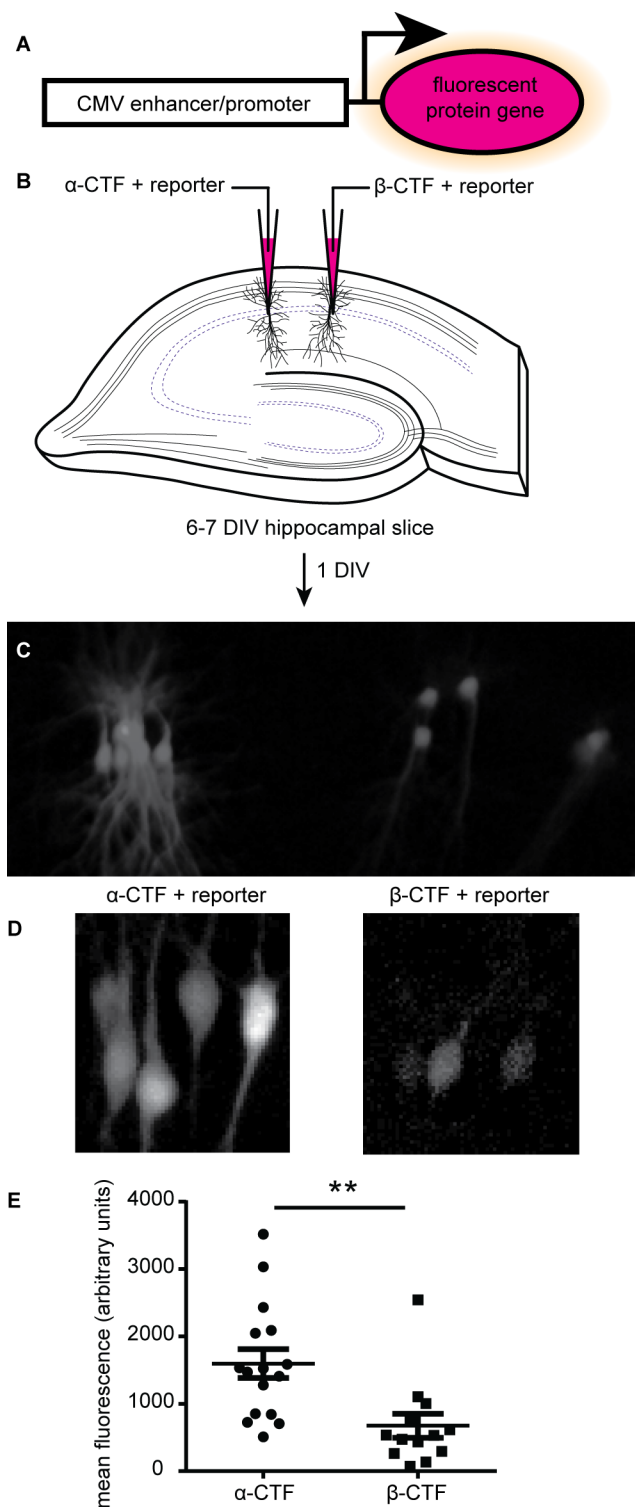 A
CMV enhancer/promoter
fluorescent
protein gene
B
α-CTF + reporter
β-CTF + reporter
6-7 DIV hippocampal slice
1 DIV
C
α-CTF + reporter
β-CTF + reporter
D
E
**
mean fluorescence (arbitrary units)
4000
3000
2000
1000
0
α-CTF
β-CTF